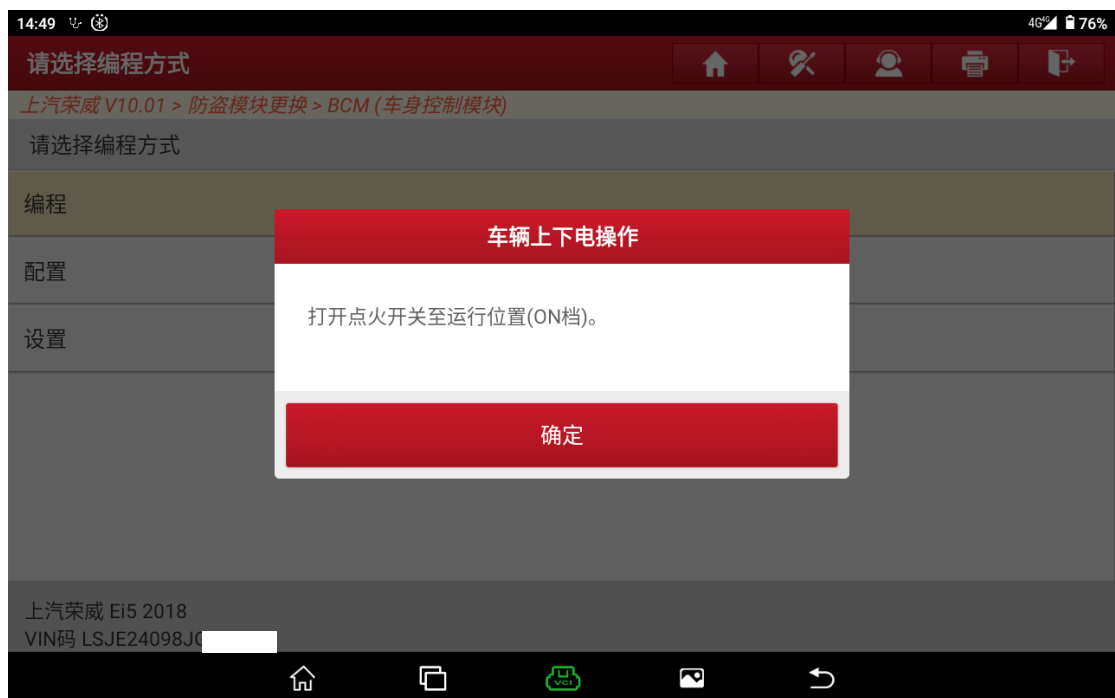 14:49
4G 4G 76%
请选择编程方式
上汽荣威 V10.01 > 防盗模块更换 > BCM (车身控制模块)
请选择编程方式
编程
配置
设置
车辆上下电操作
打开点火开关至运行位置(ON档)。
确定
上汽荣威 Ei5 2018
VIN码 LSJE24098J
VCI